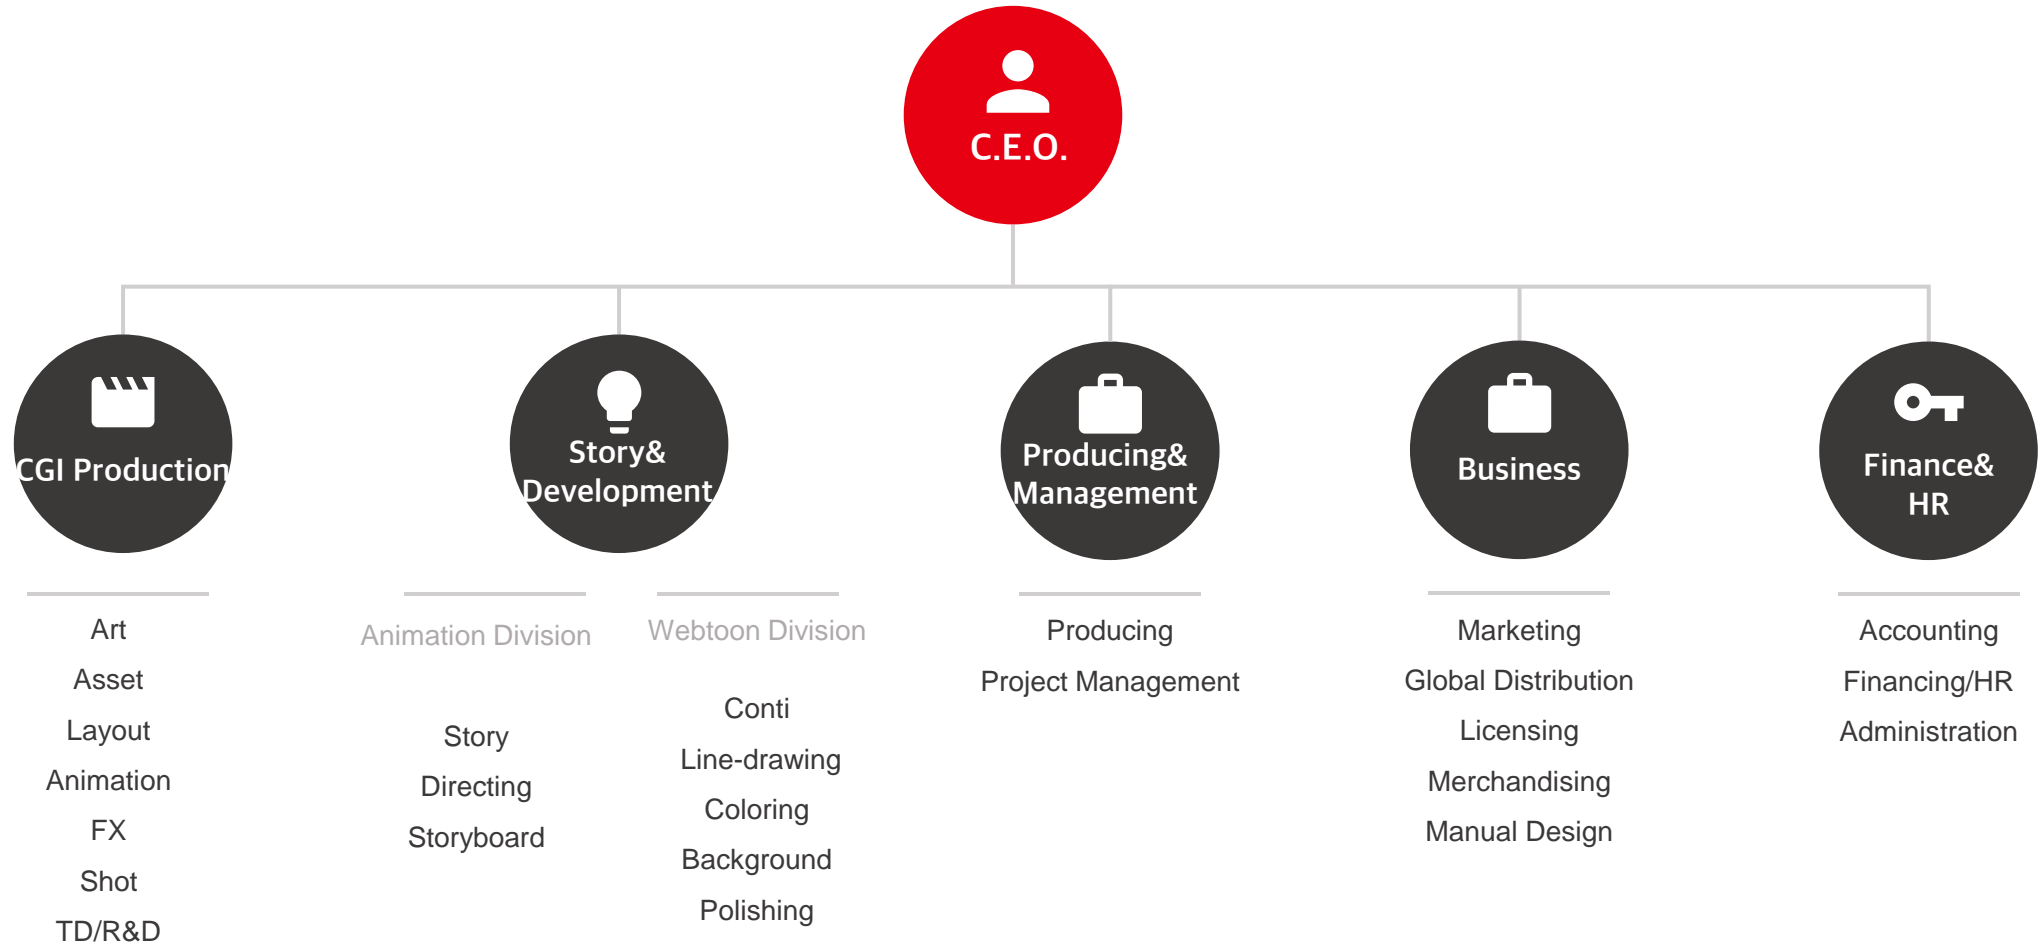 C.E.O.
CGI Production
Story&
Development
Producing&
Management
Business
Finance&
HR
Art
Asset
Layout
Animation
FX
Shot
TD/R&D
Animation Division
Story
Directing
Storyboard
Webtoon Division
Conti
Line-drawing
Coloring
Background
Polishing
Producing
Project Management
Marketing
Global Distribution
Licensing
Merchandising
Manual Design
Accounting
Financing/HR
Administration